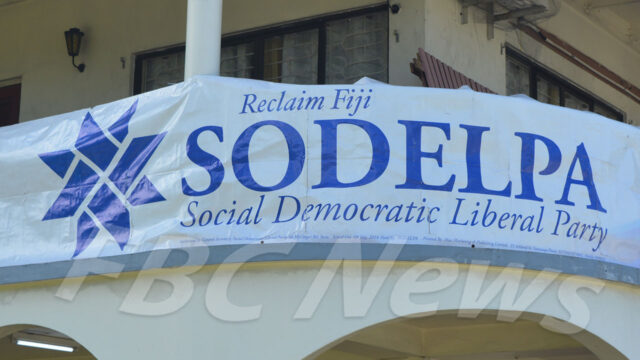 Reclaim Fiji
SODELPA
Social Democratic Liberal Party
FBC News